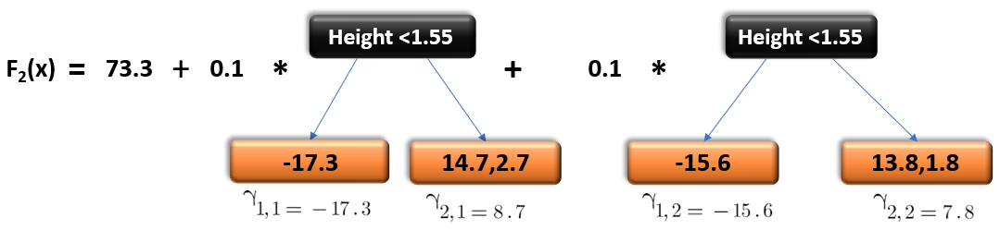 Height <1.55 Height <1.55
F₂(x) = 73.3 + 0.1 * + 0.1 *
-17.3 14.7,2.7 -15.6 13.8,1.8
γ₁,₁ = −17.3 γ₂,₁ = 8.7 γ₁,₂ = −15.6 γ₂,₂ = 7.8